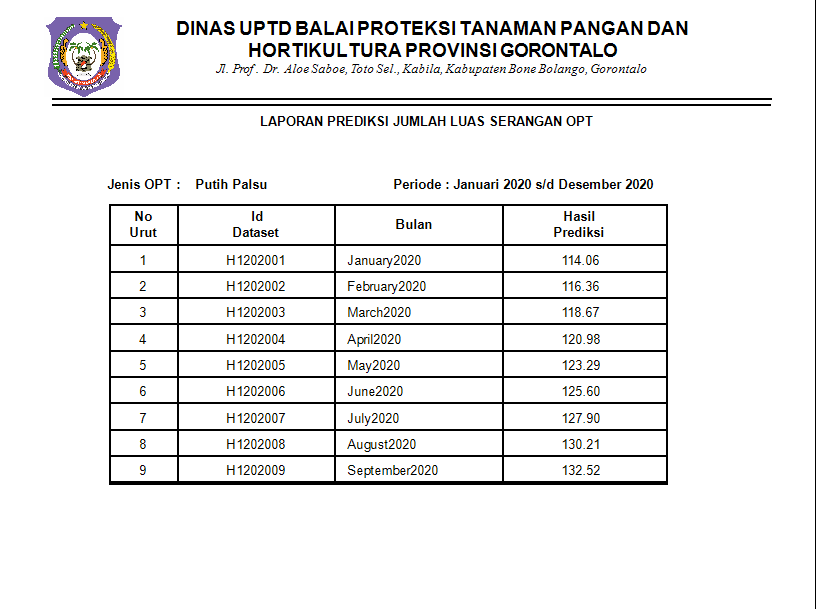 DINAS UPTD BALAI PROTEKSI TANAMAN PANGAN DAN
HORTIKULTURA PROVINSI GORONTALO
Jl. Prof. Dr. Aloe Saboe, Toto Sel., Kabila, Kabupaten Bone Bolango, Gorontalo
LAPORAN PREDIKSI JUMLAH LUAS SERANGAN OPT
Jenis OPT : Putih Palsu Periode : Januari 2020 s/d Desember 2020
No Urut Id Dataset Bulan Hasil Prediksi
1 H1202001 January2020 114.06
2 H1202002 February2020 116.36
3 H1202003 March2020 118.67
4 H1202004 April2020 120.98
5 H1202005 May2020 123.29
6 H1202006 June2020 125.60
7 H1202007 July2020 127.90
8 H1202008 August2020 130.21
9 H1202009 September2020 132.52